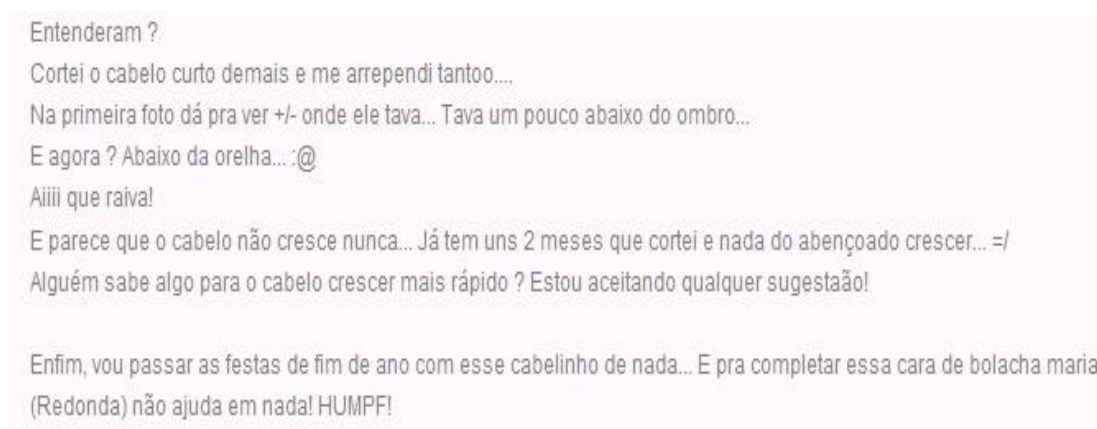 Entenderam ?
Cortei o cabelo curto demais e me arrependi tantoo....
Na primeira foto dá pra ver +/- onde ele tava... Tava um pouco abaixo do ombro...
E agora ? Abaixo da orelha... :@
Aiiii que raiva!
E parece que o cabelo não cresce nunca... Já tem uns 2 meses que cortei e nada do abençoado crescer... =/
Alguém sabe algo para o cabelo crescer mais rápido ? Estou aceitando qualquer sugestaão!
Enfim, vou passar as festas de fim de ano com esse cabelinho de nada... E pra completar essa cara de bolacha maria
(Redonda) não ajuda em nada! HUMPF!